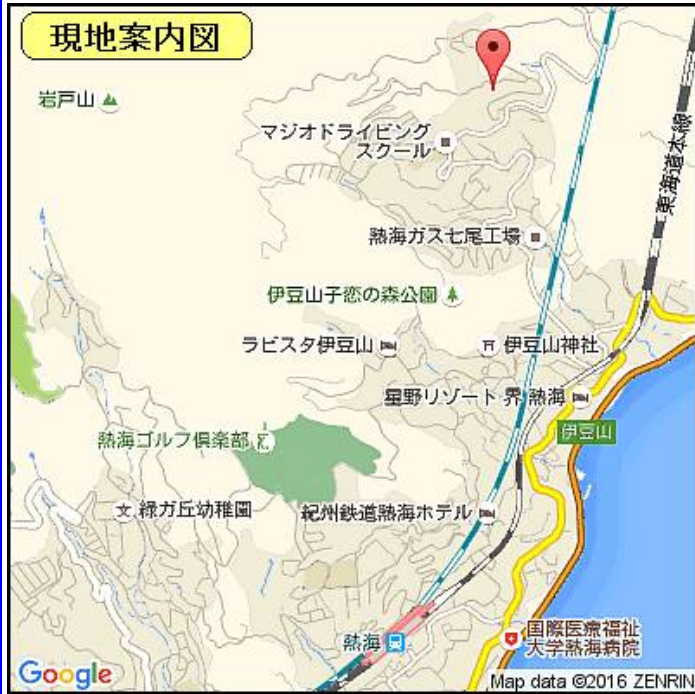 現地案内図
岩戸山
マジオドライビング
スクール
東海道本線
熱海ガス七尾工場
伊豆山子恋の森公園
ラビスタ伊豆山
伊豆山神社
星野リゾート 界 熱海
伊豆山
熱海ゴルフ倶楽部
緑ガ丘幼稚園
紀州鉄道熱海ホテル
熱海
国際医療福祉
大学熱海病院
Google
Map data ©2016 ZENRIN